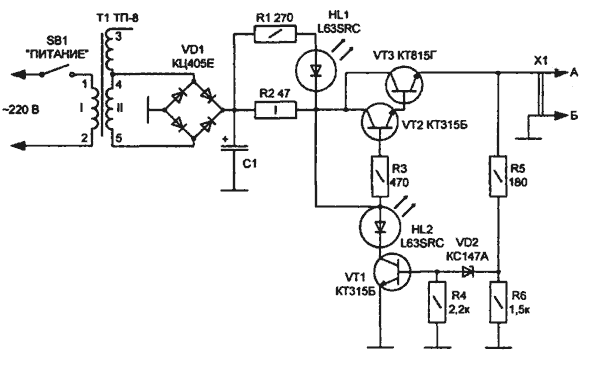 T1 ТП-8
SB1
"ПИТАНИЕ"
~220 В
1
2
I
II
3
4
5
VD1
КЦ405Е
R1 270
HL1
L63SRC
R2 47
+
C1
VT3 КТ815Г
VT2 КТ315Б
R3
470
HL2
L63SRC
VT1
КТ315Б
VD2
КС147А
R4
2,2к
R5
180
R6
1,5к
X1
А
Б